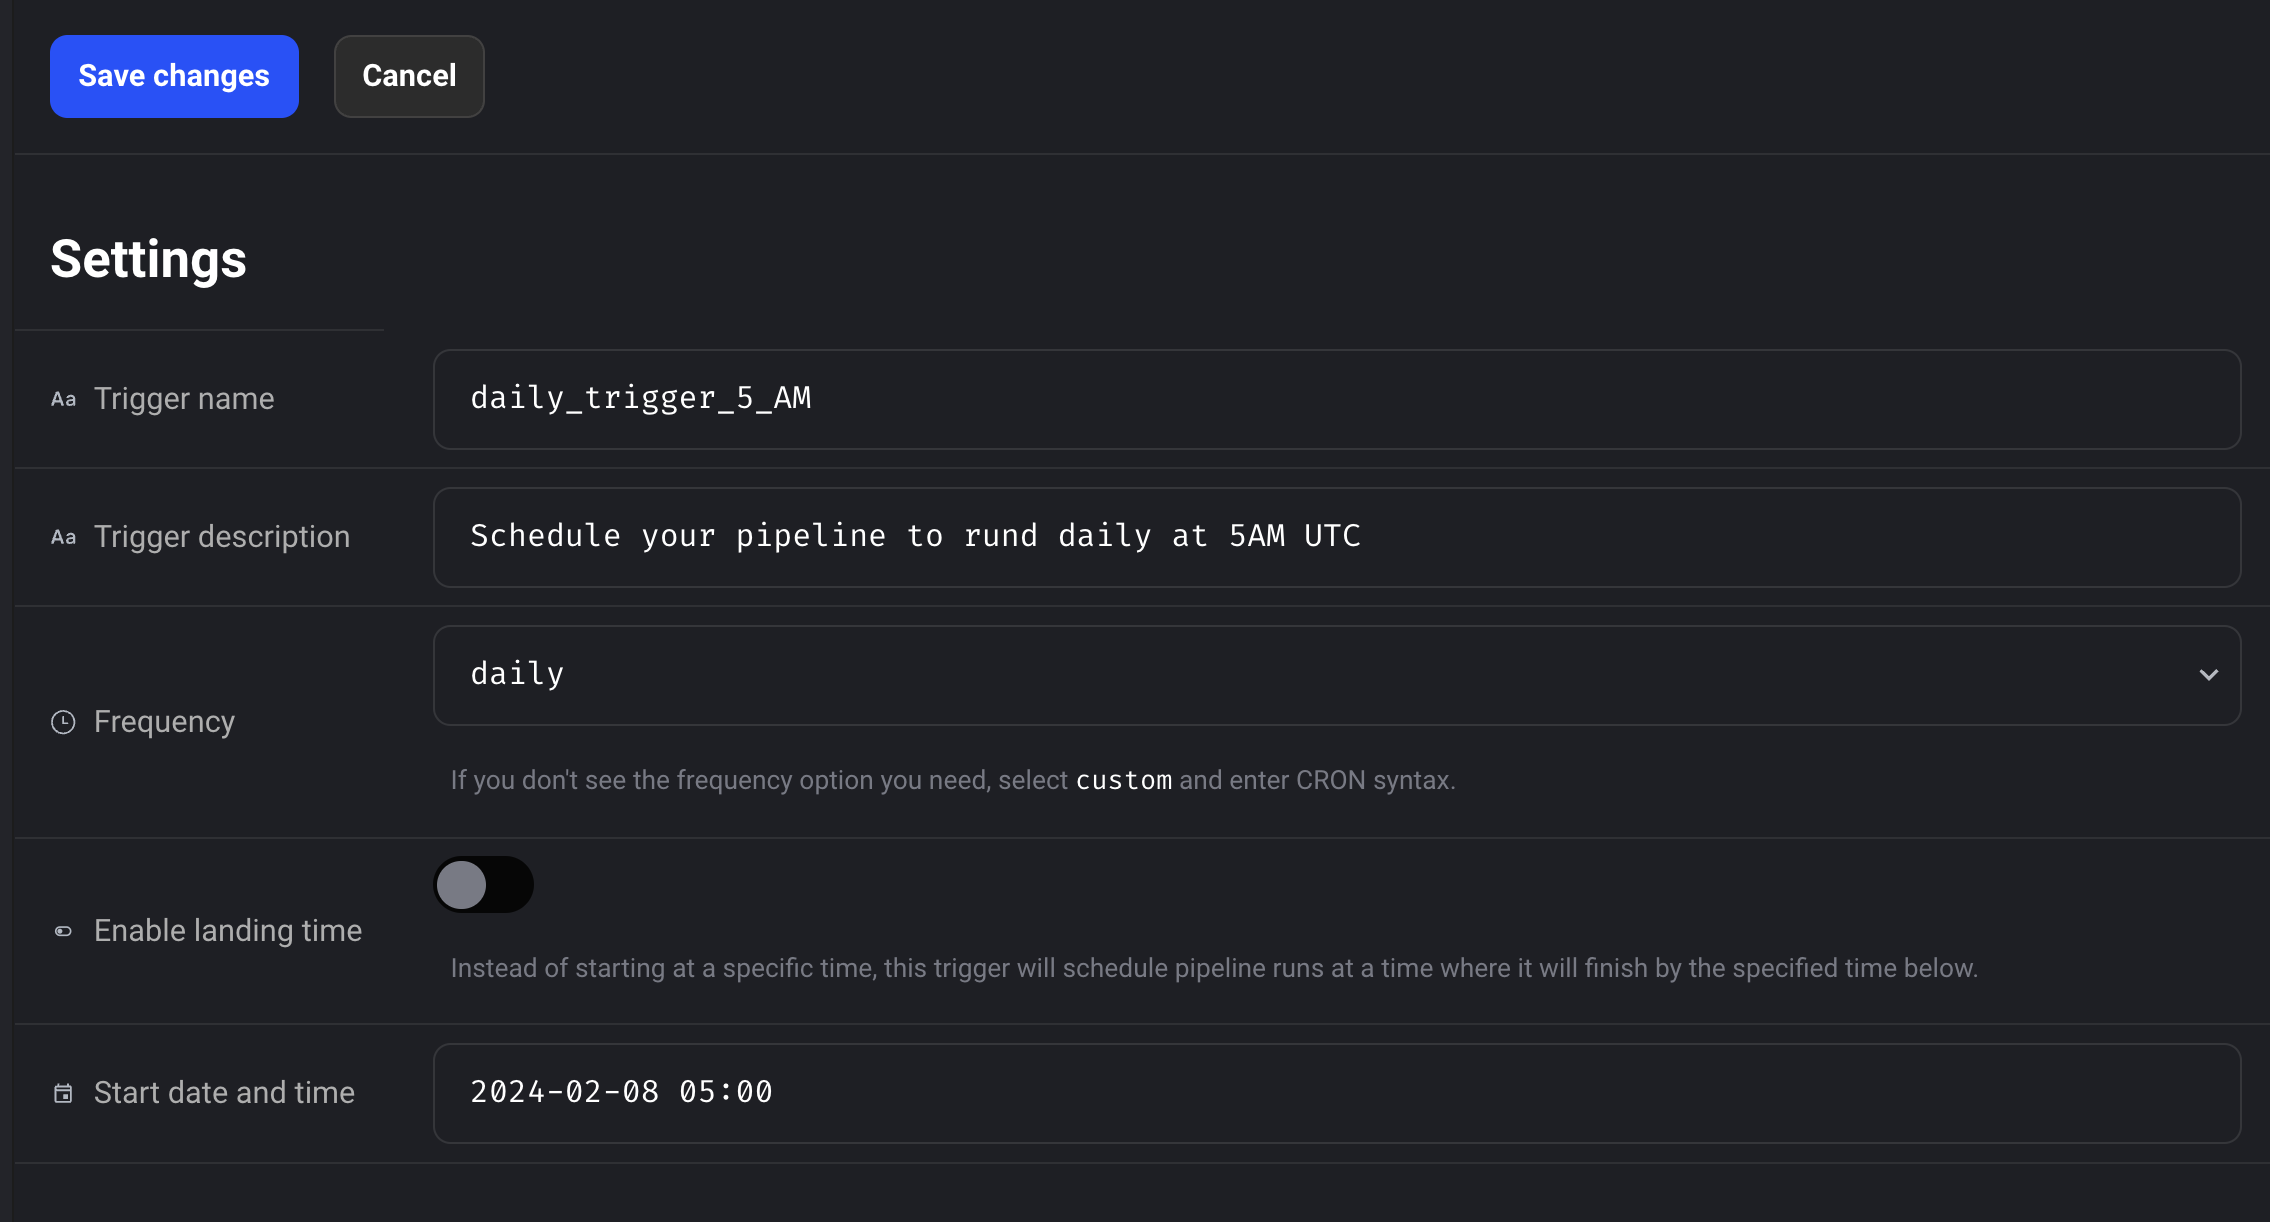 Save changes
Cancel
Settings
Aa Trigger name
daily_trigger_5_AM
Aa Trigger description
Schedule your pipeline to rund daily at 5AM UTC
Frequency
daily
If you don't see the frequency option you need, select custom and enter CRON syntax.
Enable landing time
Instead of starting at a specific time, this trigger will schedule pipeline runs at a time where it will finish by the specified time below.
Start date and time
2024-02-08 05:00